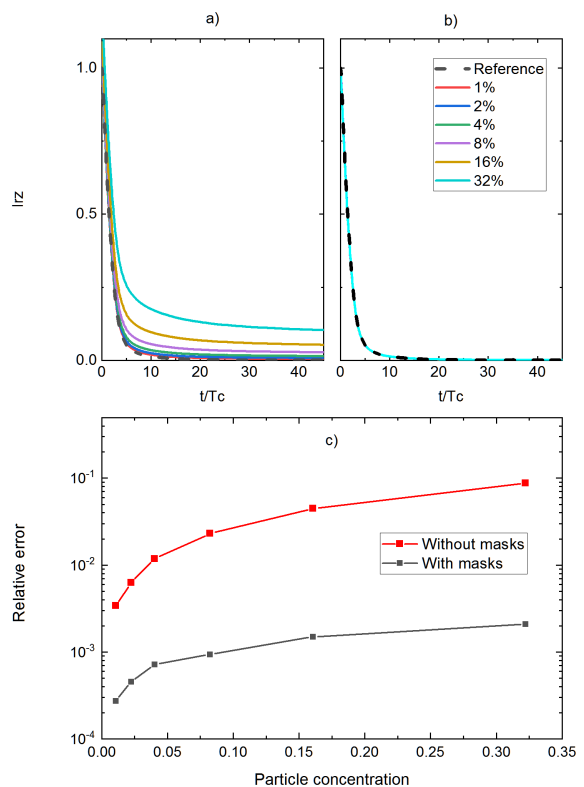 a)
b)
1.0
0.5
0.0
Irz
Reference
1%
2%
4%
8%
16%
32%
0
10
20
30
40
0
10
20
30
40
t/Tc
t/Tc
c)
10⁻¹
10⁻²
10⁻³
10⁻⁴
Relative error
Without masks
With masks
0.00
0.05
0.10
0.15
0.20
0.25
0.30
0.35
Particle concentration